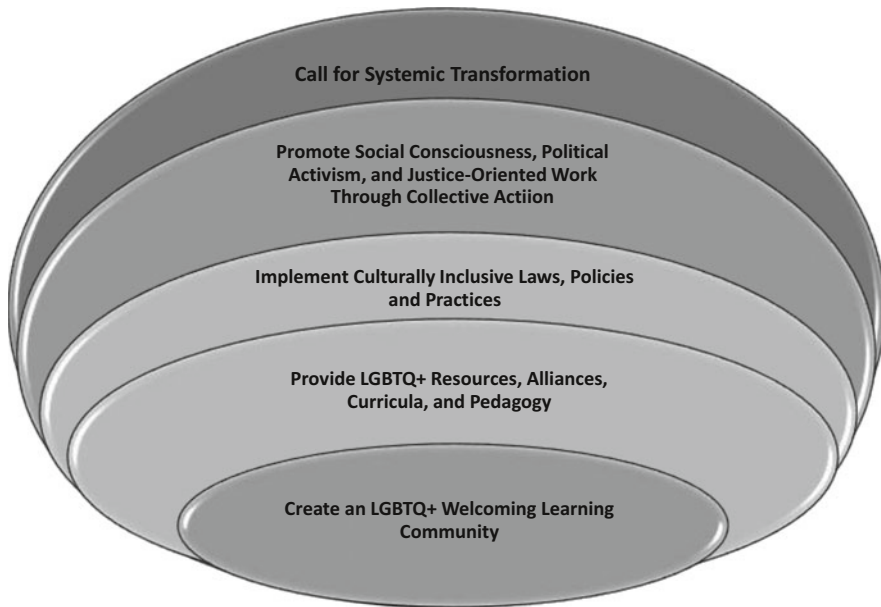 Call for Systemic Transformation
Promote Social Consciousness, Political
Activism, and Justice-Oriented Work
Through Collective Actiion
Implement Culturally Inclusive Laws, Policies
and Practices
Provide LGBTQ+ Resources, Alliances,
Curricula, and Pedagogy
Create an LGBTQ+ Welcoming Learning
Community